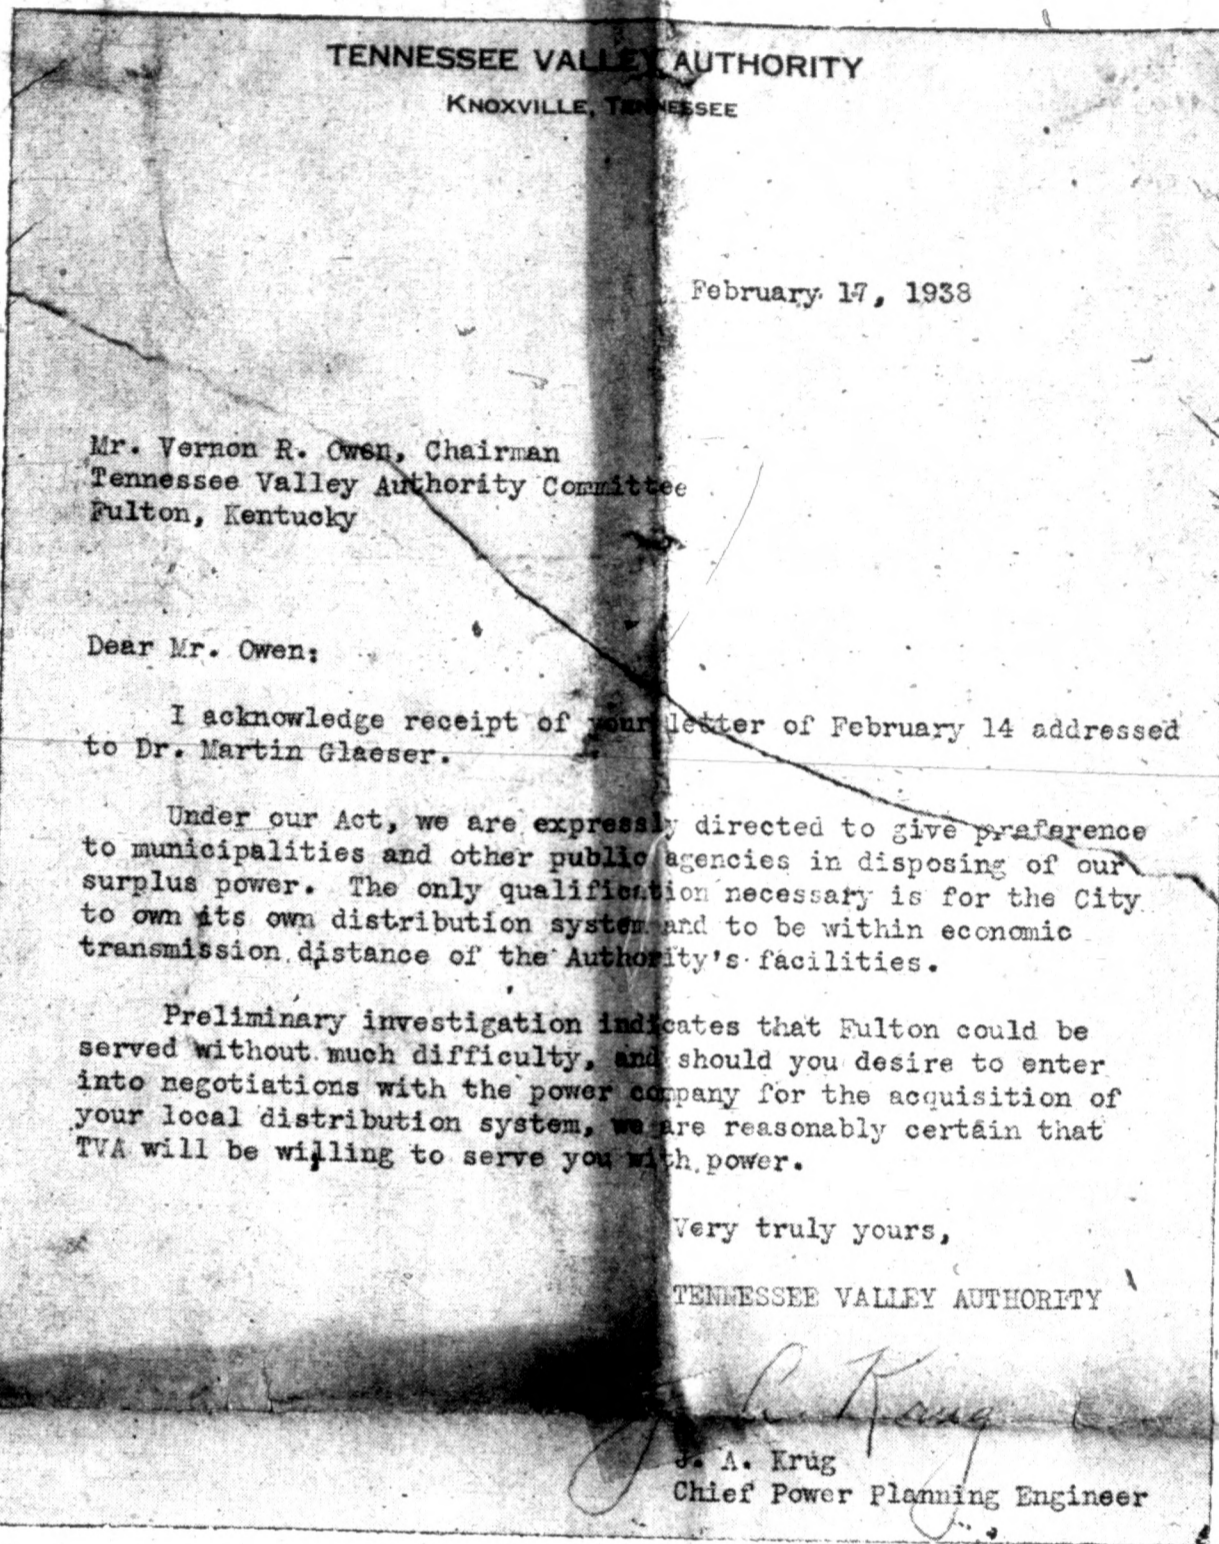 TENNESSEE VALLEY AUTHORITY
KNOXVILLE, TENNESSEE
February 17, 1938
Mr. Vernon R. Owen, Chairman
Tennessee Valley Authority Committee
Fulton, Kentucky
Dear Mr. Owen:
I acknowledge receipt of your letter of February 14 addressed
to Dr. Martin Glaeser.
Under our Act, we are expressly directed to give preference
to municipalities and other public agencies in disposing of our
surplus power. The only qualification necessary is for the City
to own its own distribution system and to be within economic
transmission distance of the Authority's facilities.
Preliminary investigation indicates that Fulton could be
served without much difficulty, and should you desire to enter
into negotiations with the power company for the acquisition of
your local distribution system, we are reasonably certain that
TVA will be willing to serve you with power.
Very truly yours,
TENNESSEE VALLEY AUTHORITY
J A Krug
J. A. Krug
Chief Power Planning Engineer